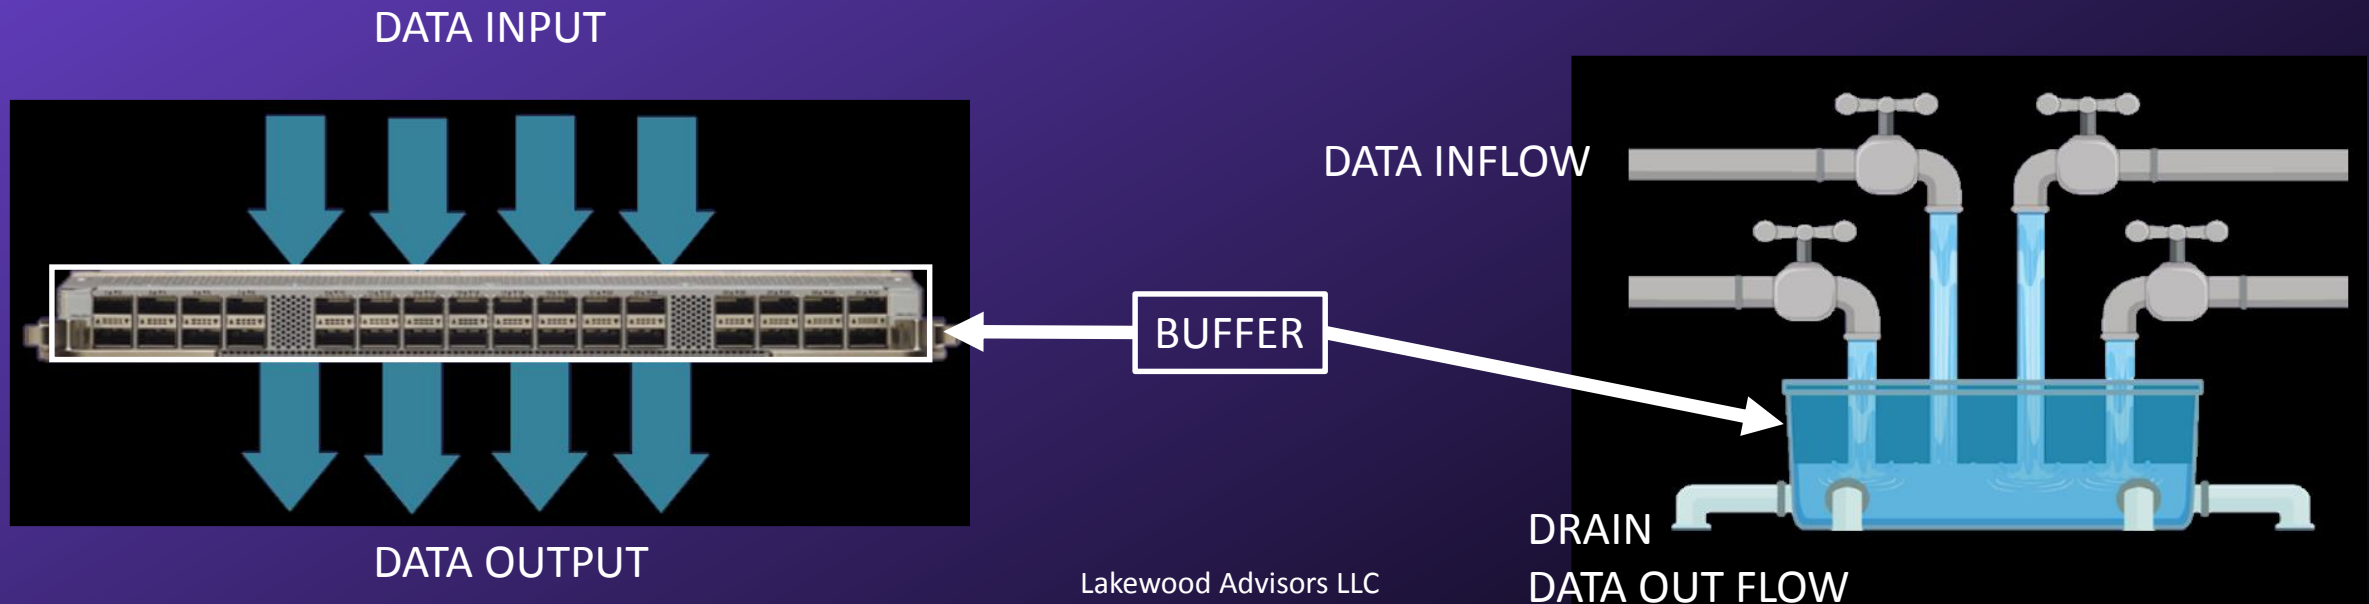 DATA INPUT
DATA INFLOW
BUFFER
DATA OUTPUT
DRAIN
DATA OUT FLOW
Lakewood Advisors LLC